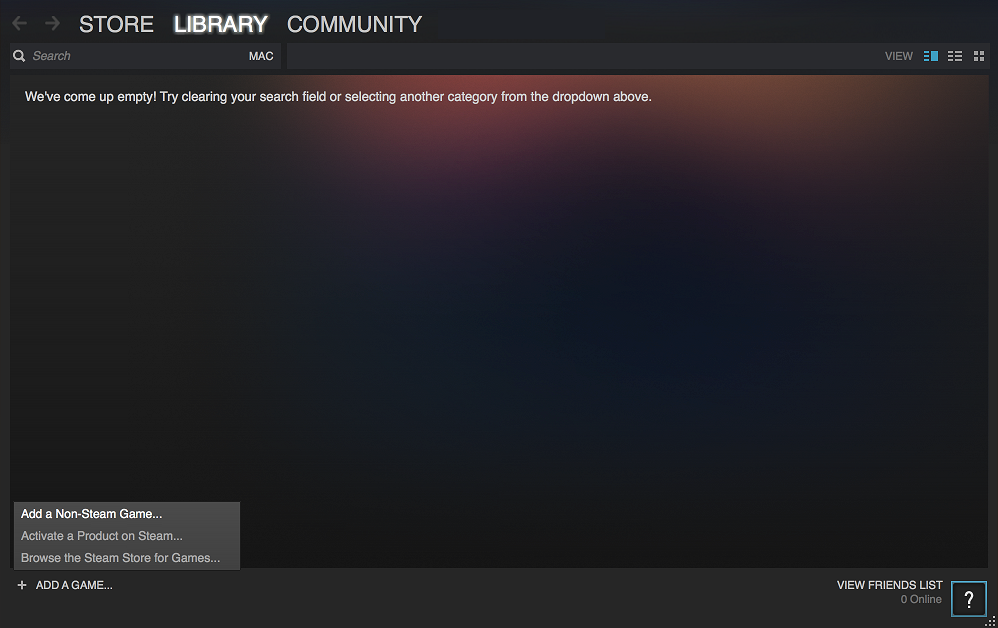 STORE LIBRARY COMMUNITY
Search MAC VIEW
We've come up empty! Try clearing your search field or selecting another category from the dropdown above.
Add a Non-Steam Game...
Activate a Product on Steam...
Browse the Steam Store for Games...
+ ADD A GAME...
VIEW FRIENDS LIST
0 Online
?